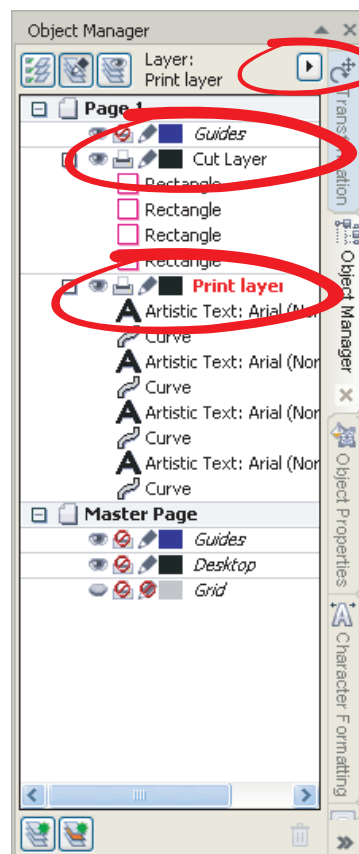 Object Manager
Layer:
Print layer
Page 1
Guides
Cut Layer
Rectangle
Rectangle
Rectangle
Rectangle
Print layer
Artistic Text: Arial (Nor
Curve
Artistic Text: Arial (Nor
Curve
Artistic Text: Arial (Nor
Curve
Artistic Text: Arial (Nor
Curve
Master Page
Guides
Desktop
Grid
Transformation
Object Manager
Object Properties
Character Formatting